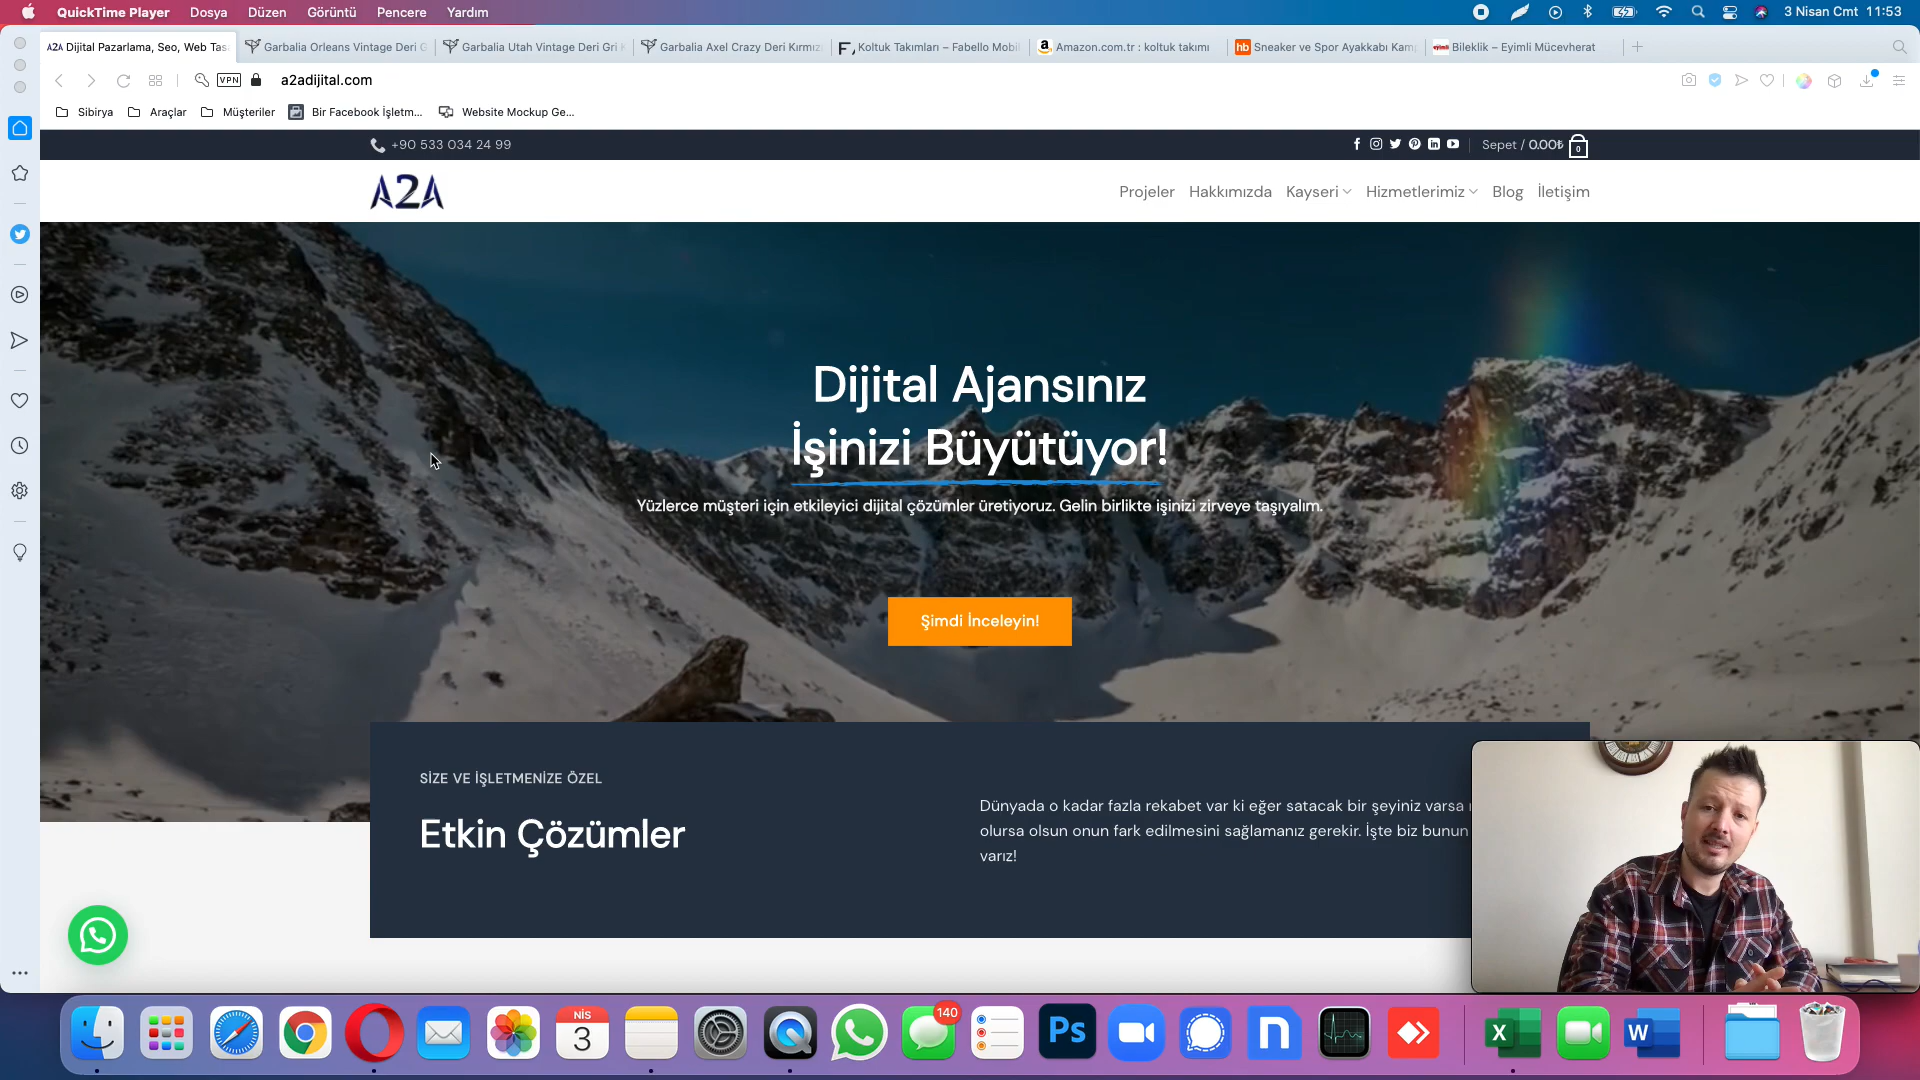 QuickTime Player Dosya Düzen Görüntü Pencere Yardım
3 Nisan Cmt 11:53
A2A Dijital Pazarlama, Seo, Web Tas
Garbalia Orleans Vintage Deri G
Garbalia Utah Vintage Deri Gri K
Garbalia Axel Crazy Deri Kırmız
Koltuk Takımları – Fabello Mobil
Amazon.com.tr : koltuk takımı
hb Sneaker ve Spor Ayakkabı Kam
Bileklik – Eyimli Mücevherat
VPN a2adijital.com
Sibirya Araçlar Müşteriler Bir Facebook İşletm... Website Mockup Ge...
+90 533 034 24 99
Sepet / 0.00₺ 0
A2A
Projeler Hakkımızda Kayseri Hizmetlerimiz Blog İletişim
Dijital Ajansınız
İşinizi Büyütüyor!
Yüzlerce müşteri için etkileyici dijital çözümler üretiyoruz. Gelin birlikte işinizi zirveye taşıyalım.
Şimdi İnceleyin!
SİZE VE İŞLETMENİZE ÖZEL
Etkin Çözümler
Dünyada o kadar fazla rekabet var ki eğer satacak bir şeyiniz varsa
olursa olsun onun fark edilmesini sağlamanız gerekir. İşte biz bunun
varız!
NİS
3
140
Ps
n
X
W